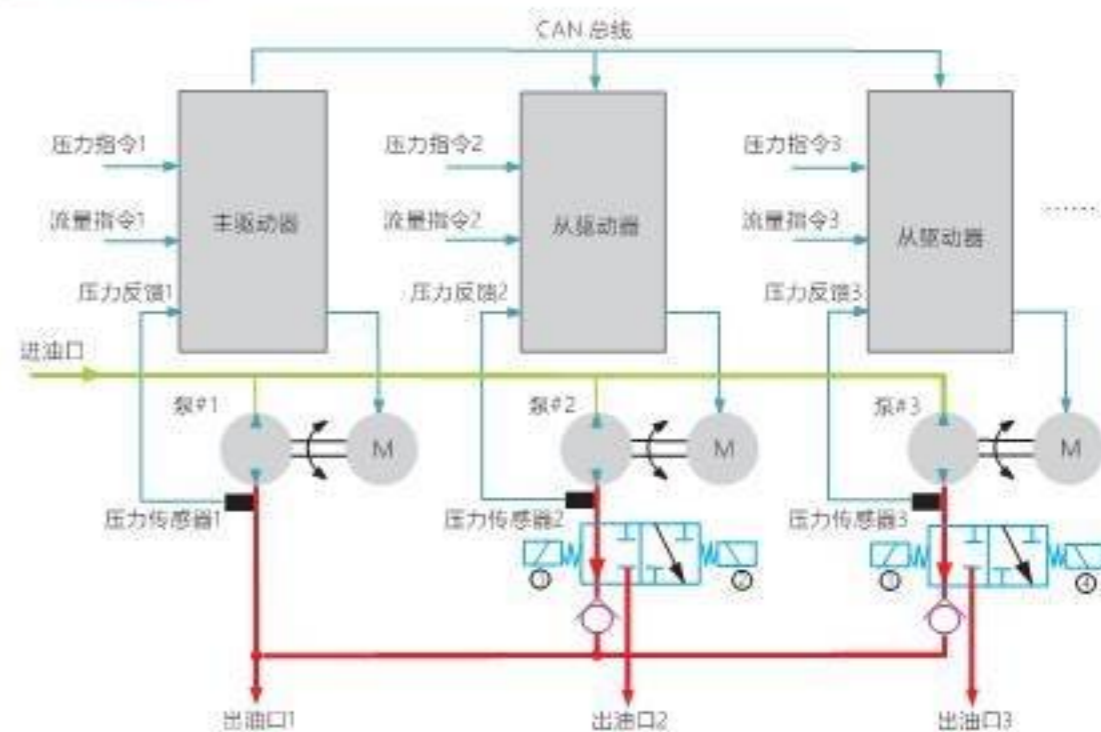 CAN 总线
压力指令1
压力指令2
压力指令3
流量指令1
主驱动器
流量指令2
从驱动器
流量指令3
从驱动器
........
压力反馈1
压力反馈2
压力反馈3
进油口
泵#1
泵#2
泵#3
M
M
M
压力传感器1
压力传感器2
压力传感器3
②
④
出油口1
出油口2
出油口3